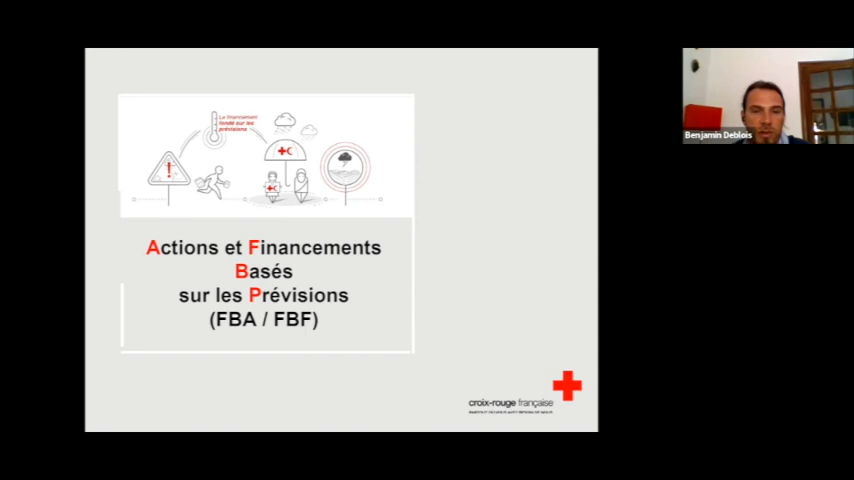 Le financement
fondé sur les
prévisions
Actions et Financements
Basés
sur les Prévisions
(FBA / FBF)
croix-rouge française
Benjamin Deblois